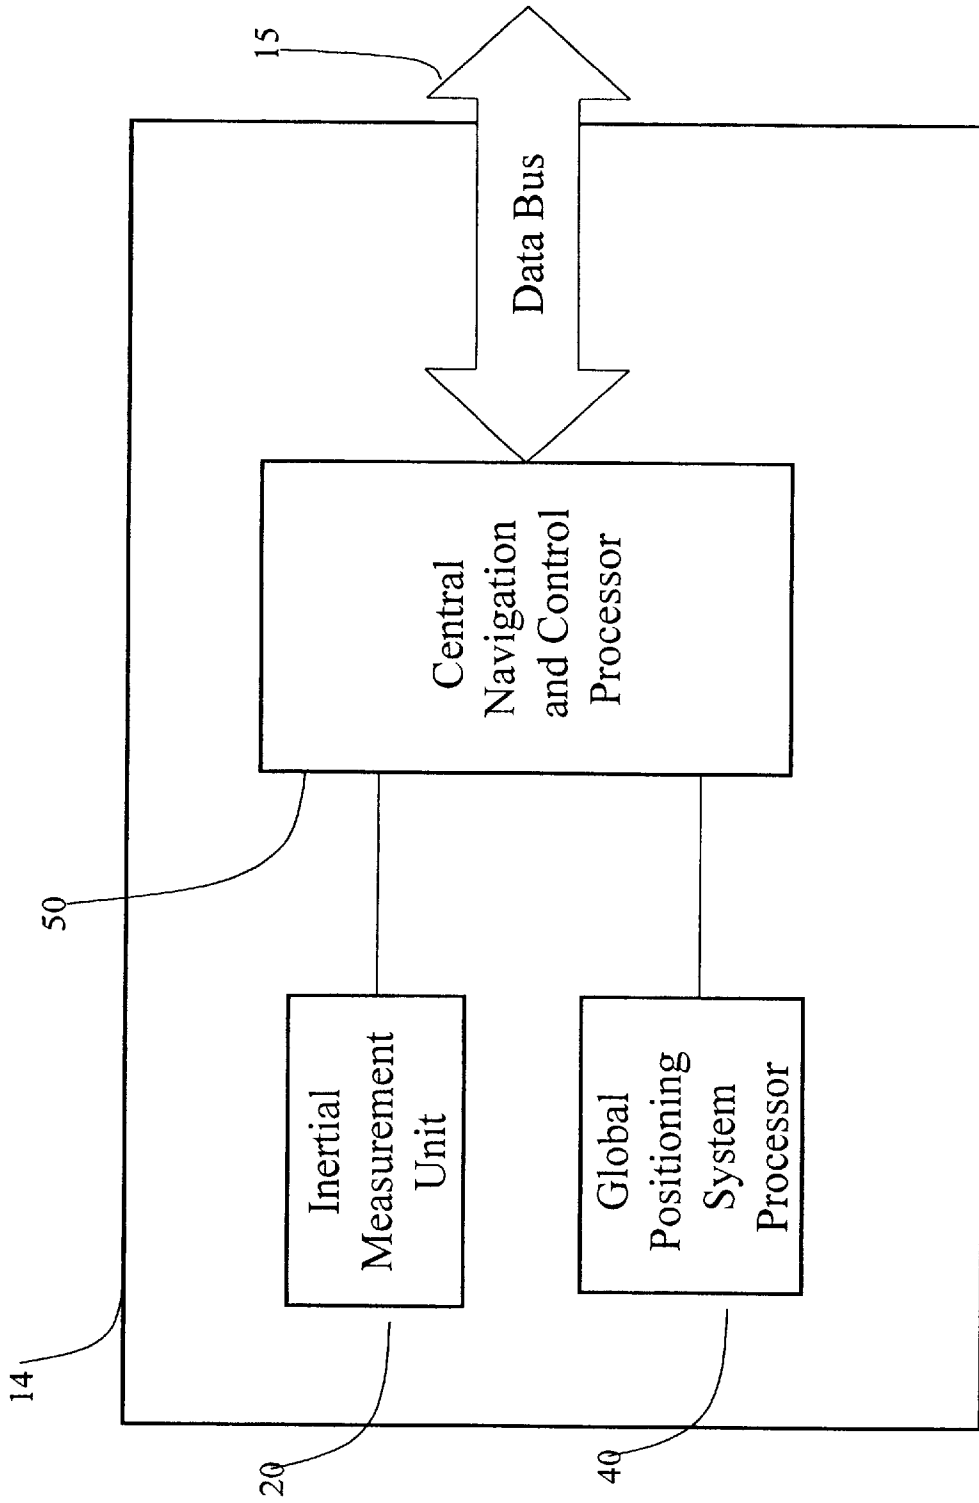 14
50
15
20
Inertial
Measurement
Unit
Central
Navigation
and Control
Processor
Data Bus
40
Global
Positioning
System
Processor